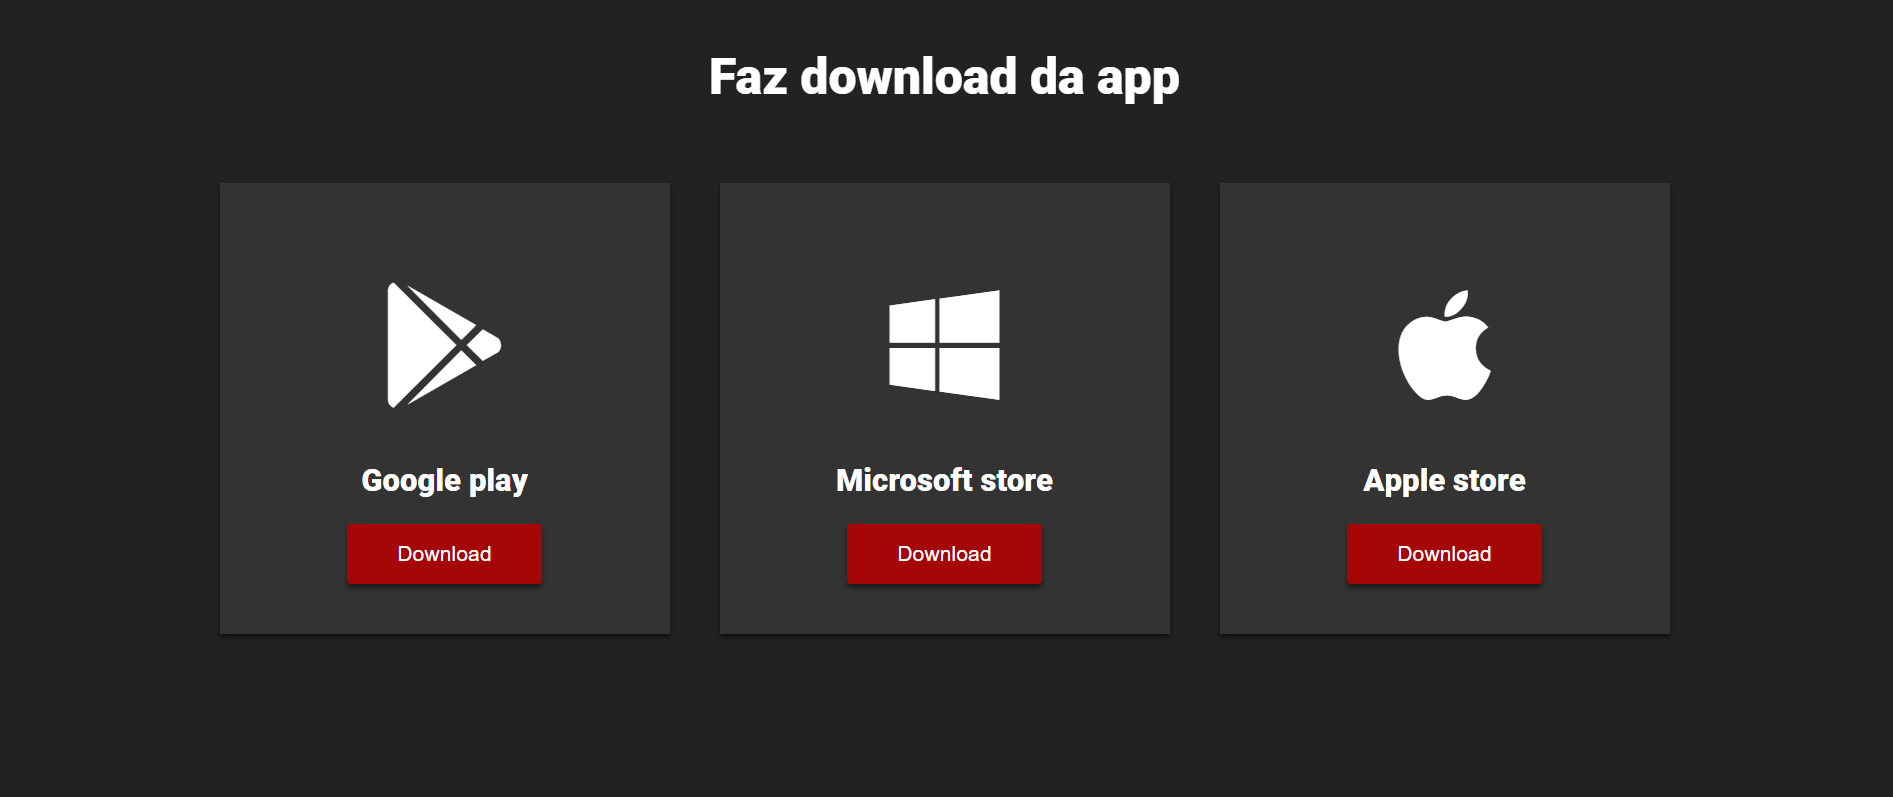 Faz download da app
Google play
Microsoft store
Apple store
Download
Download
Download